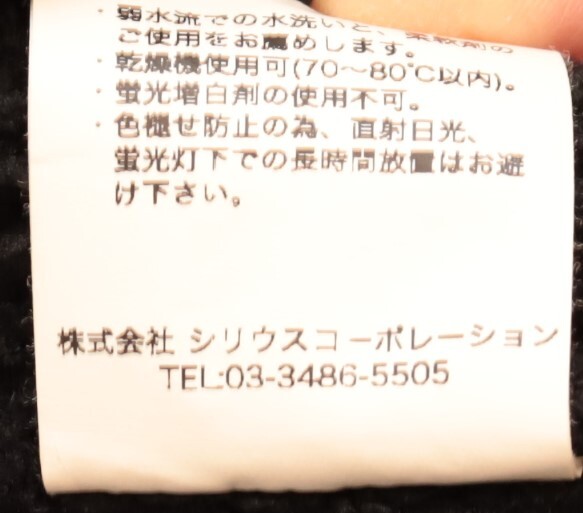 ・弱水流での水洗いと、柔軟剤の
ご使用をお薦めします。
・乾燥機使用可(70～80℃以内)。
・蛍光増白剤の使用不可。
・色褪せ防止の為、直射日光、
蛍光灯下での長時間放置はお避
け下さい。
株式会社 シリウスコーポレーション
TEL:03-3486-5505